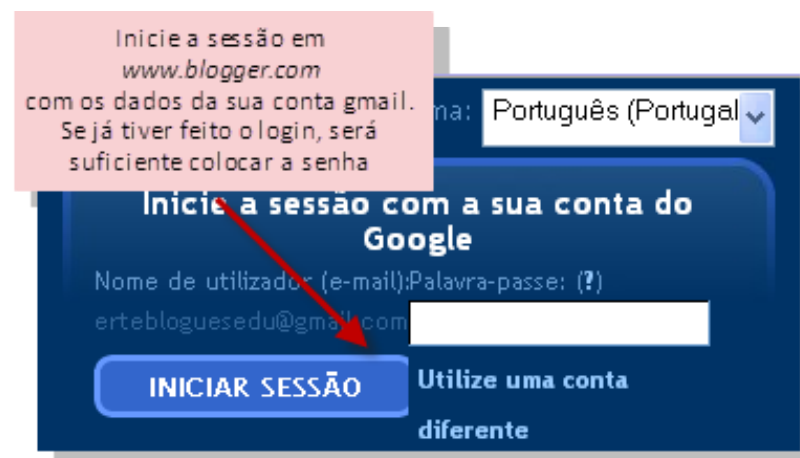 Inicie a sessão em
www.blogger.com
com os dados da sua conta gmail.
Se já tiver feito o login, será
suficiente colocar a senha
ma: Português (Portugal
Inicie a sessão com a sua conta do
Google
Nome de utilizador (e-mail):Palavra-passe: (?)
ertebloguesedu@gmail.com
INICIAR SESSÃO
Utilize uma conta
diferente